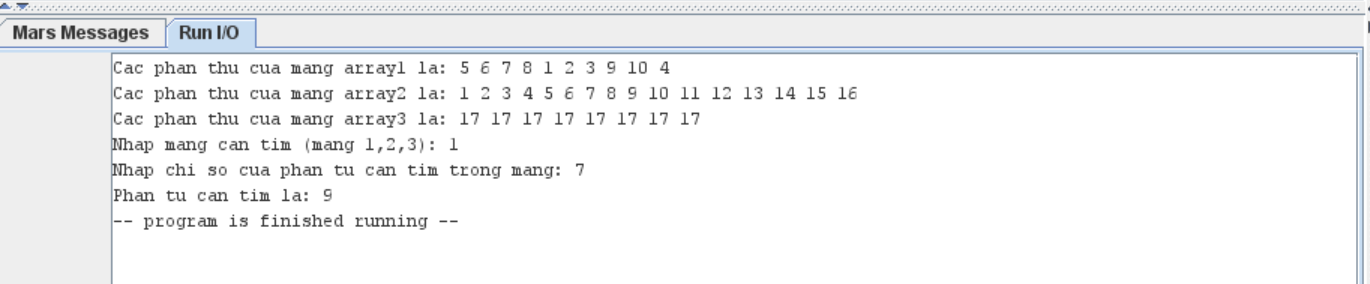 Mars Messages Run I/O
Cac phan thu cua mang array1 la: 5 6 7 8 1 2 3 9 10 4
Cac phan thu cua mang array2 la: 1 2 3 4 5 6 7 8 9 10 11 12 13 14 15 16
Cac phan thu cua mang array3 la: 17 17 17 17 17 17 17 17
Nhap mang can tim (mang 1,2,3): 1
Nhap chi so cua phan tu can tim trong mang: 7
Phan tu can tim la: 9
-- program is finished running --